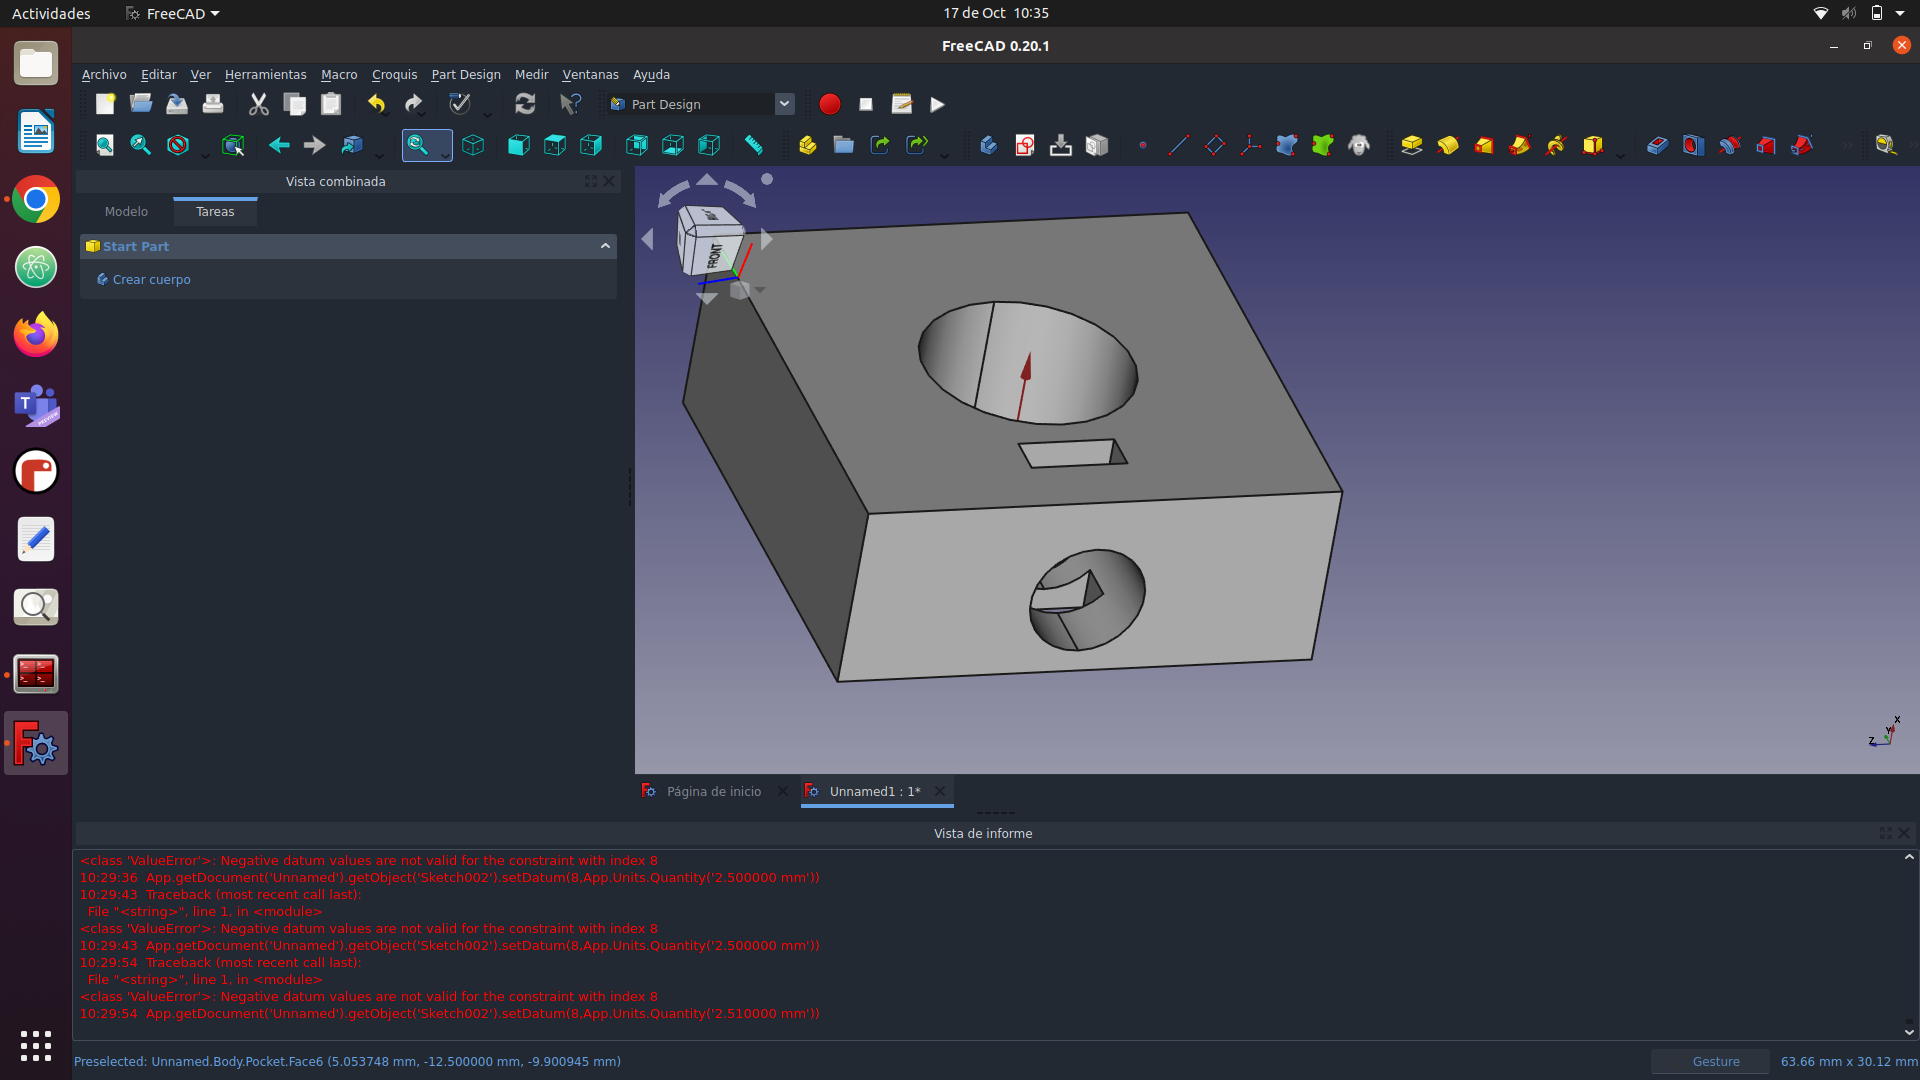 Actividades FreeCAD 17 de Oct 10:35
FreeCAD 0.20.1
Archivo Editar Ver Herramientas Macro Croquis Part Design Medir Ventanas Ayuda
Part Design
Vista combinada
Modelo Tareas
Start Part
Crear cuerpo
FRONT
X
Y
Z
Página de inicio Unnamed1 : 1*
Vista de informe
<class 'ValueError'>: Negative datum values are not valid for the constraint with index 8
10:29:36 App.getDocument('Unnamed').getObject('Sketch002').setDatum(8,App.Units.Quantity('2.500000 mm'))
10:29:43 Traceback (most recent call last):
File "<string>", line 1, in <module>
<class 'ValueError'>: Negative datum values are not valid for the constraint with index 8
10:29:43 App.getDocument('Unnamed').getObject('Sketch002').setDatum(8,App.Units.Quantity('2.500000 mm'))
10:29:54 Traceback (most recent call last):
File "<string>", line 1, in <module>
<class 'ValueError'>: Negative datum values are not valid for the constraint with index 8
10:29:54 App.getDocument('Unnamed').getObject('Sketch002').setDatum(8,App.Units.Quantity('2.510000 mm'))
Preselected: Unnamed.Body.Pocket.Face6 (5.053748 mm, -12.500000 mm, -9.900945 mm) Gesture 63.66 mm x 30.12 mm